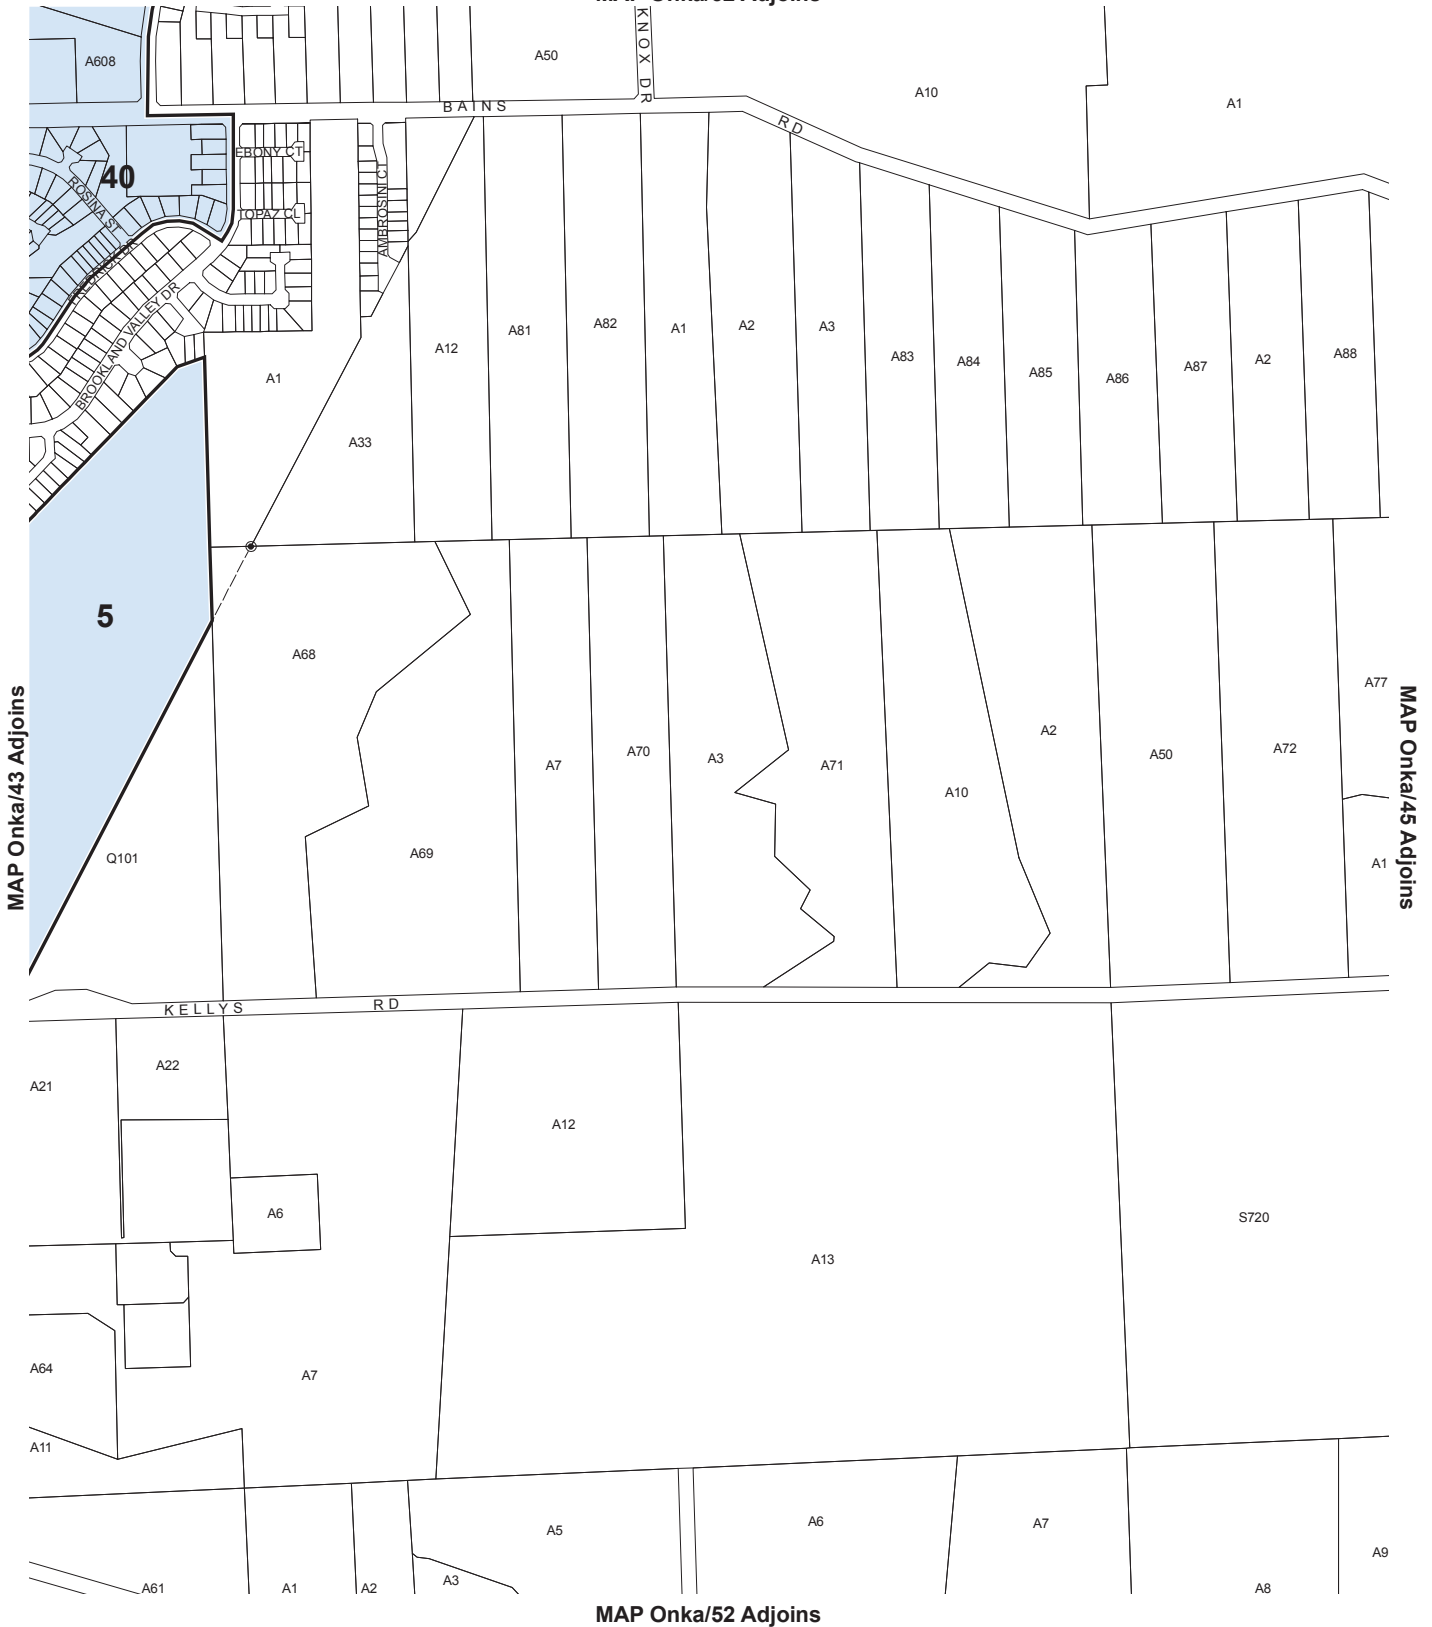 KNOX DR
A50
A608
A10
A1
BAINS
RD
EBONY CT
40
ROSINA ST
TOPAZ CL
AMBROSINI CT
BROOKLAND VALLEY DR
A12
A81
A82
A1
A2
A3
A83
A84
A85
A86
A87
A2
A88
A1
A33
5
A68
A77
MAP Onka/43 Adjoins
MAP Onka/45 Adjoins
A7
A70
A3
A71
A10
A2
A50
A72
Q101
A69
A1
KELLYS
RD
A21
A22
A12
A6
S720
A13
A64
A7
A11
A5
A6
A7
A9
A61
A1
A2
A3
A8
MAP Onka/52 Adjoins